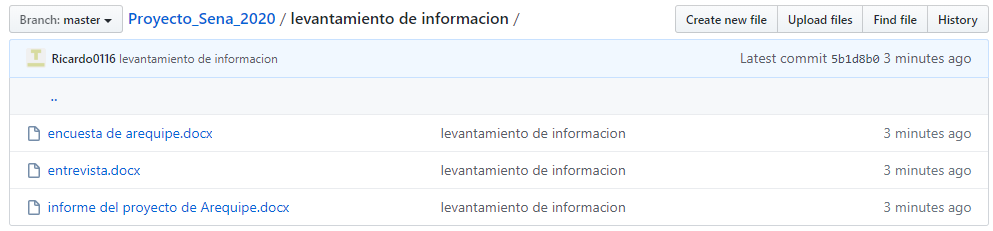 Branch: master Proyecto_Sena_2020 / levantamiento de informacion / Create new file Upload files Find file History
Ricardo0116 levantamiento de informacion Latest commit 5b1d8b0 3 minutes ago
..
encuesta de arequipe.docx levantamiento de informacion 3 minutes ago
entrevista.docx levantamiento de informacion 3 minutes ago
informe del proyecto de Arequipe.docx levantamiento de informacion 3 minutes ago